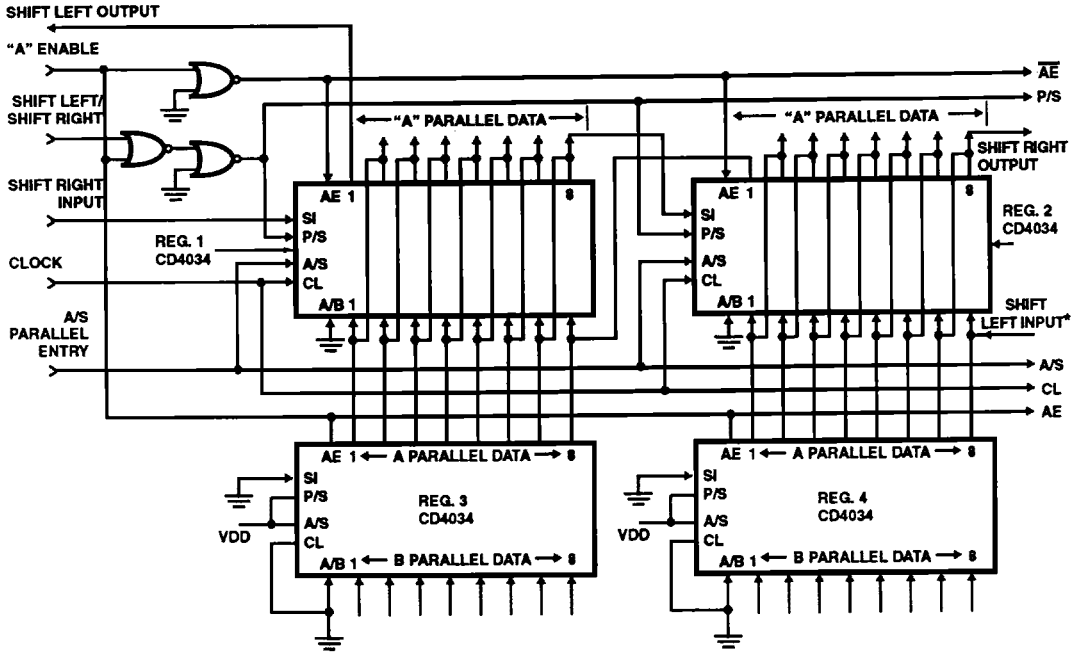 SHIFT LEFT OUTPUT
"A" ENABLE
AE
P/S
SHIFT LEFT/
SHIFT RIGHT
"A" PARALLEL DATA
"A" PARALLEL DATA
SHIFT RIGHT
OUTPUT
SHIFT RIGHT
INPUT
AE 1
8
SI
P/S
A/S
CL
A/B 1
REG. 1
CD4034
AE 1
8
SI
P/S
A/S
CL
A/B 1
REG. 2
CD4034
CLOCK
SHIFT
LEFT INPUT*
A/S
PARALLEL
ENTRY
A/S
CL
AE
AE 1 A PARALLEL DATA 8
SI
P/S
A/S
CL
VDD
REG. 3
CD4034
A/B 1 B PARALLEL DATA 8
AE 1 A PARALLEL DATA 8
SI
P/S
A/S
CL
VDD
REG. 4
CD4034
A/B 1 B PARALLEL DATA 8